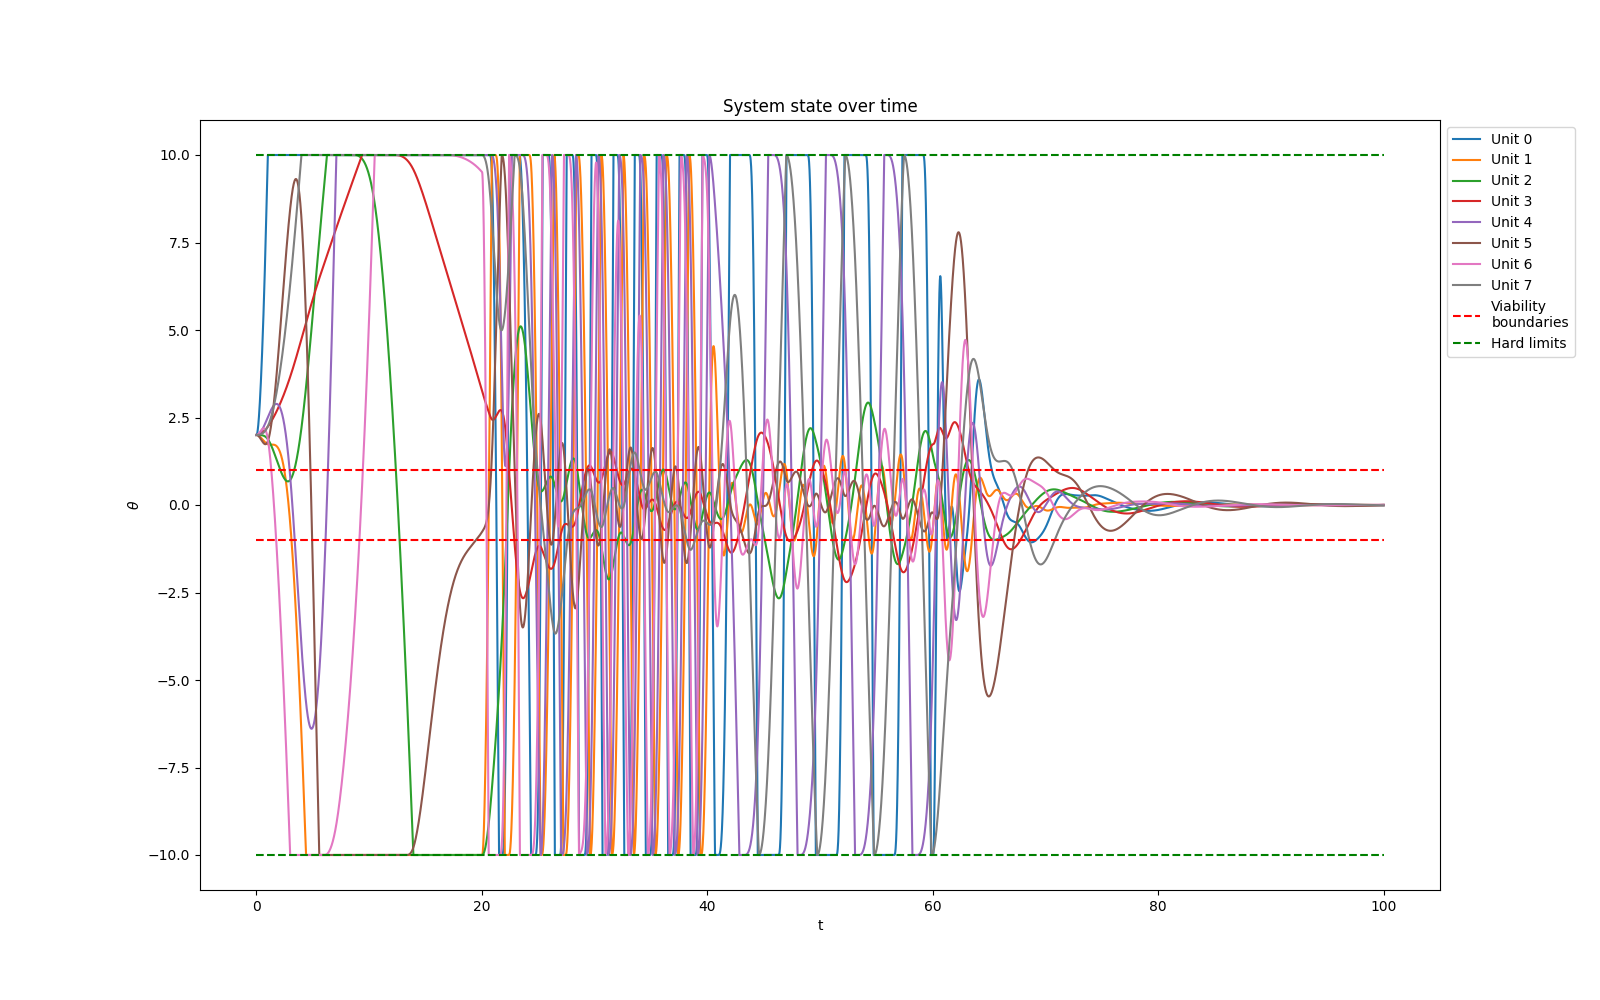 System state over time
10.0
7.5
5.0
2.5
0.0
−2.5
−5.0
−7.5
−10.0
θ
0
20
40
60
80
100
t
Unit 0
Unit 1
Unit 2
Unit 3
Unit 4
Unit 5
Unit 6
Unit 7
Viability
boundaries
Hard limits